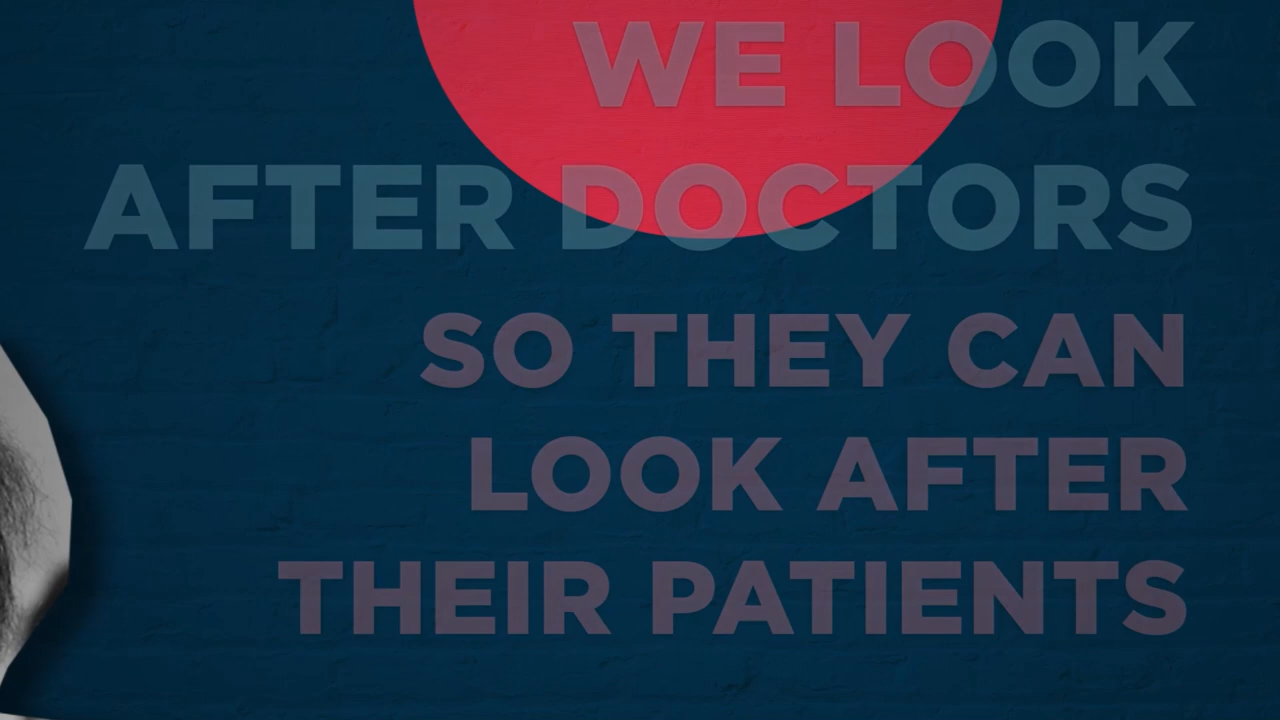 WE LOOK
AFTER DOCTORS
SO THEY CAN
LOOK AFTER
THEIR PATIENTS